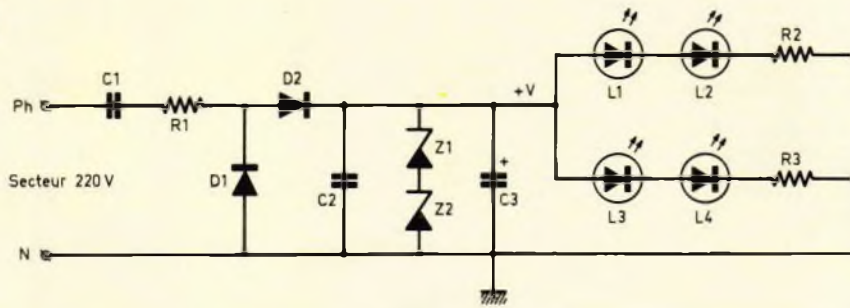 R2
C1
D2
+V
L1
L2
Ph
R1
Z1
+
R3
Secteur 220 V
D1
C2
Z2
C3
L3
L4
N